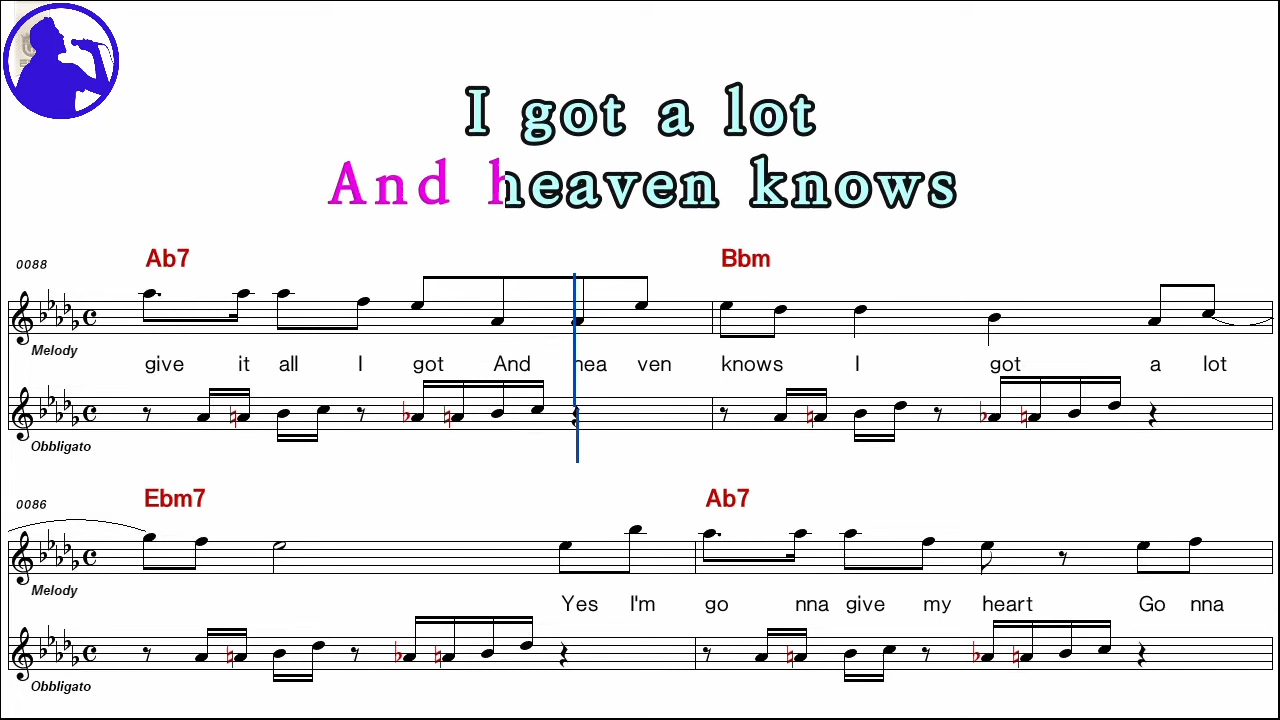 I got a lot
And heaven knows
0088 Ab7 Bbm
Melody
give it all I got And hea ven knows I got a lot
Obbligato
0086 Ebm7 Ab7
Melody
Yes I'm go nna give my heart Go nna
Obbligato